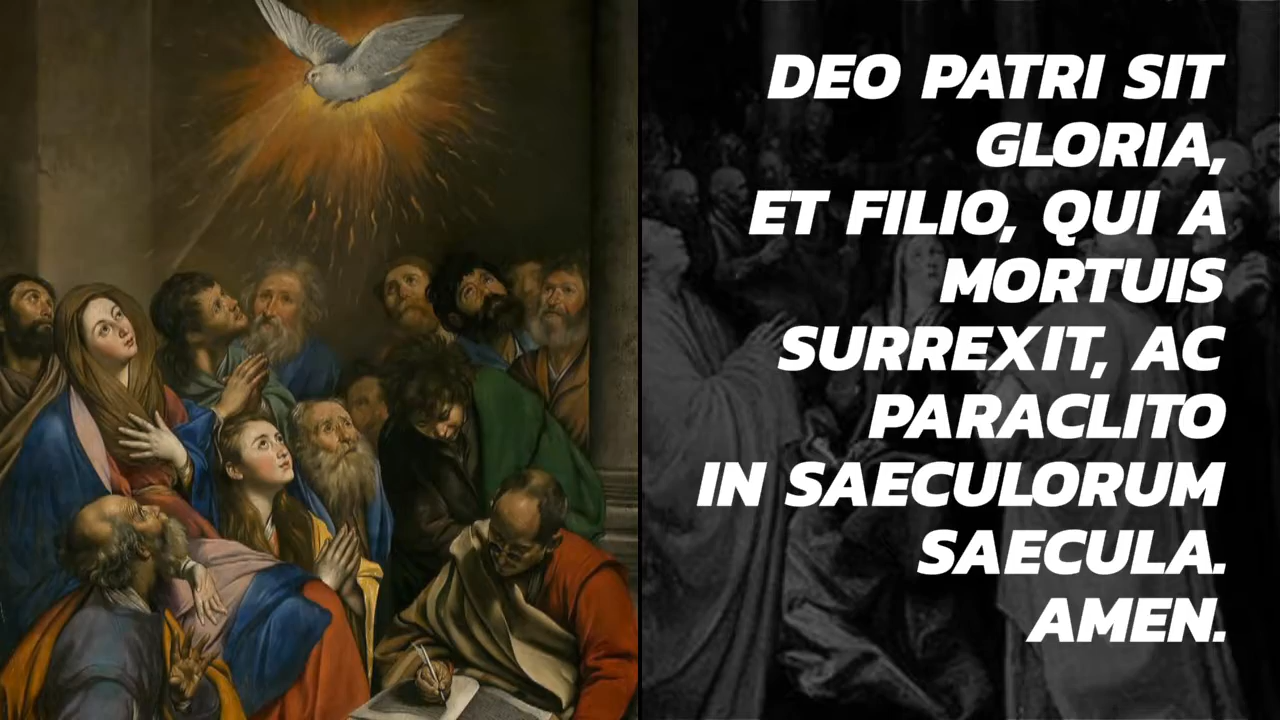 DEO PATRI SIT
GLORIA,
ET FILIO, QUI A
MORTUIS
SURREXIT, AC
PARACLITO
IN SAECULORUM
SAECULA.
AMEN.